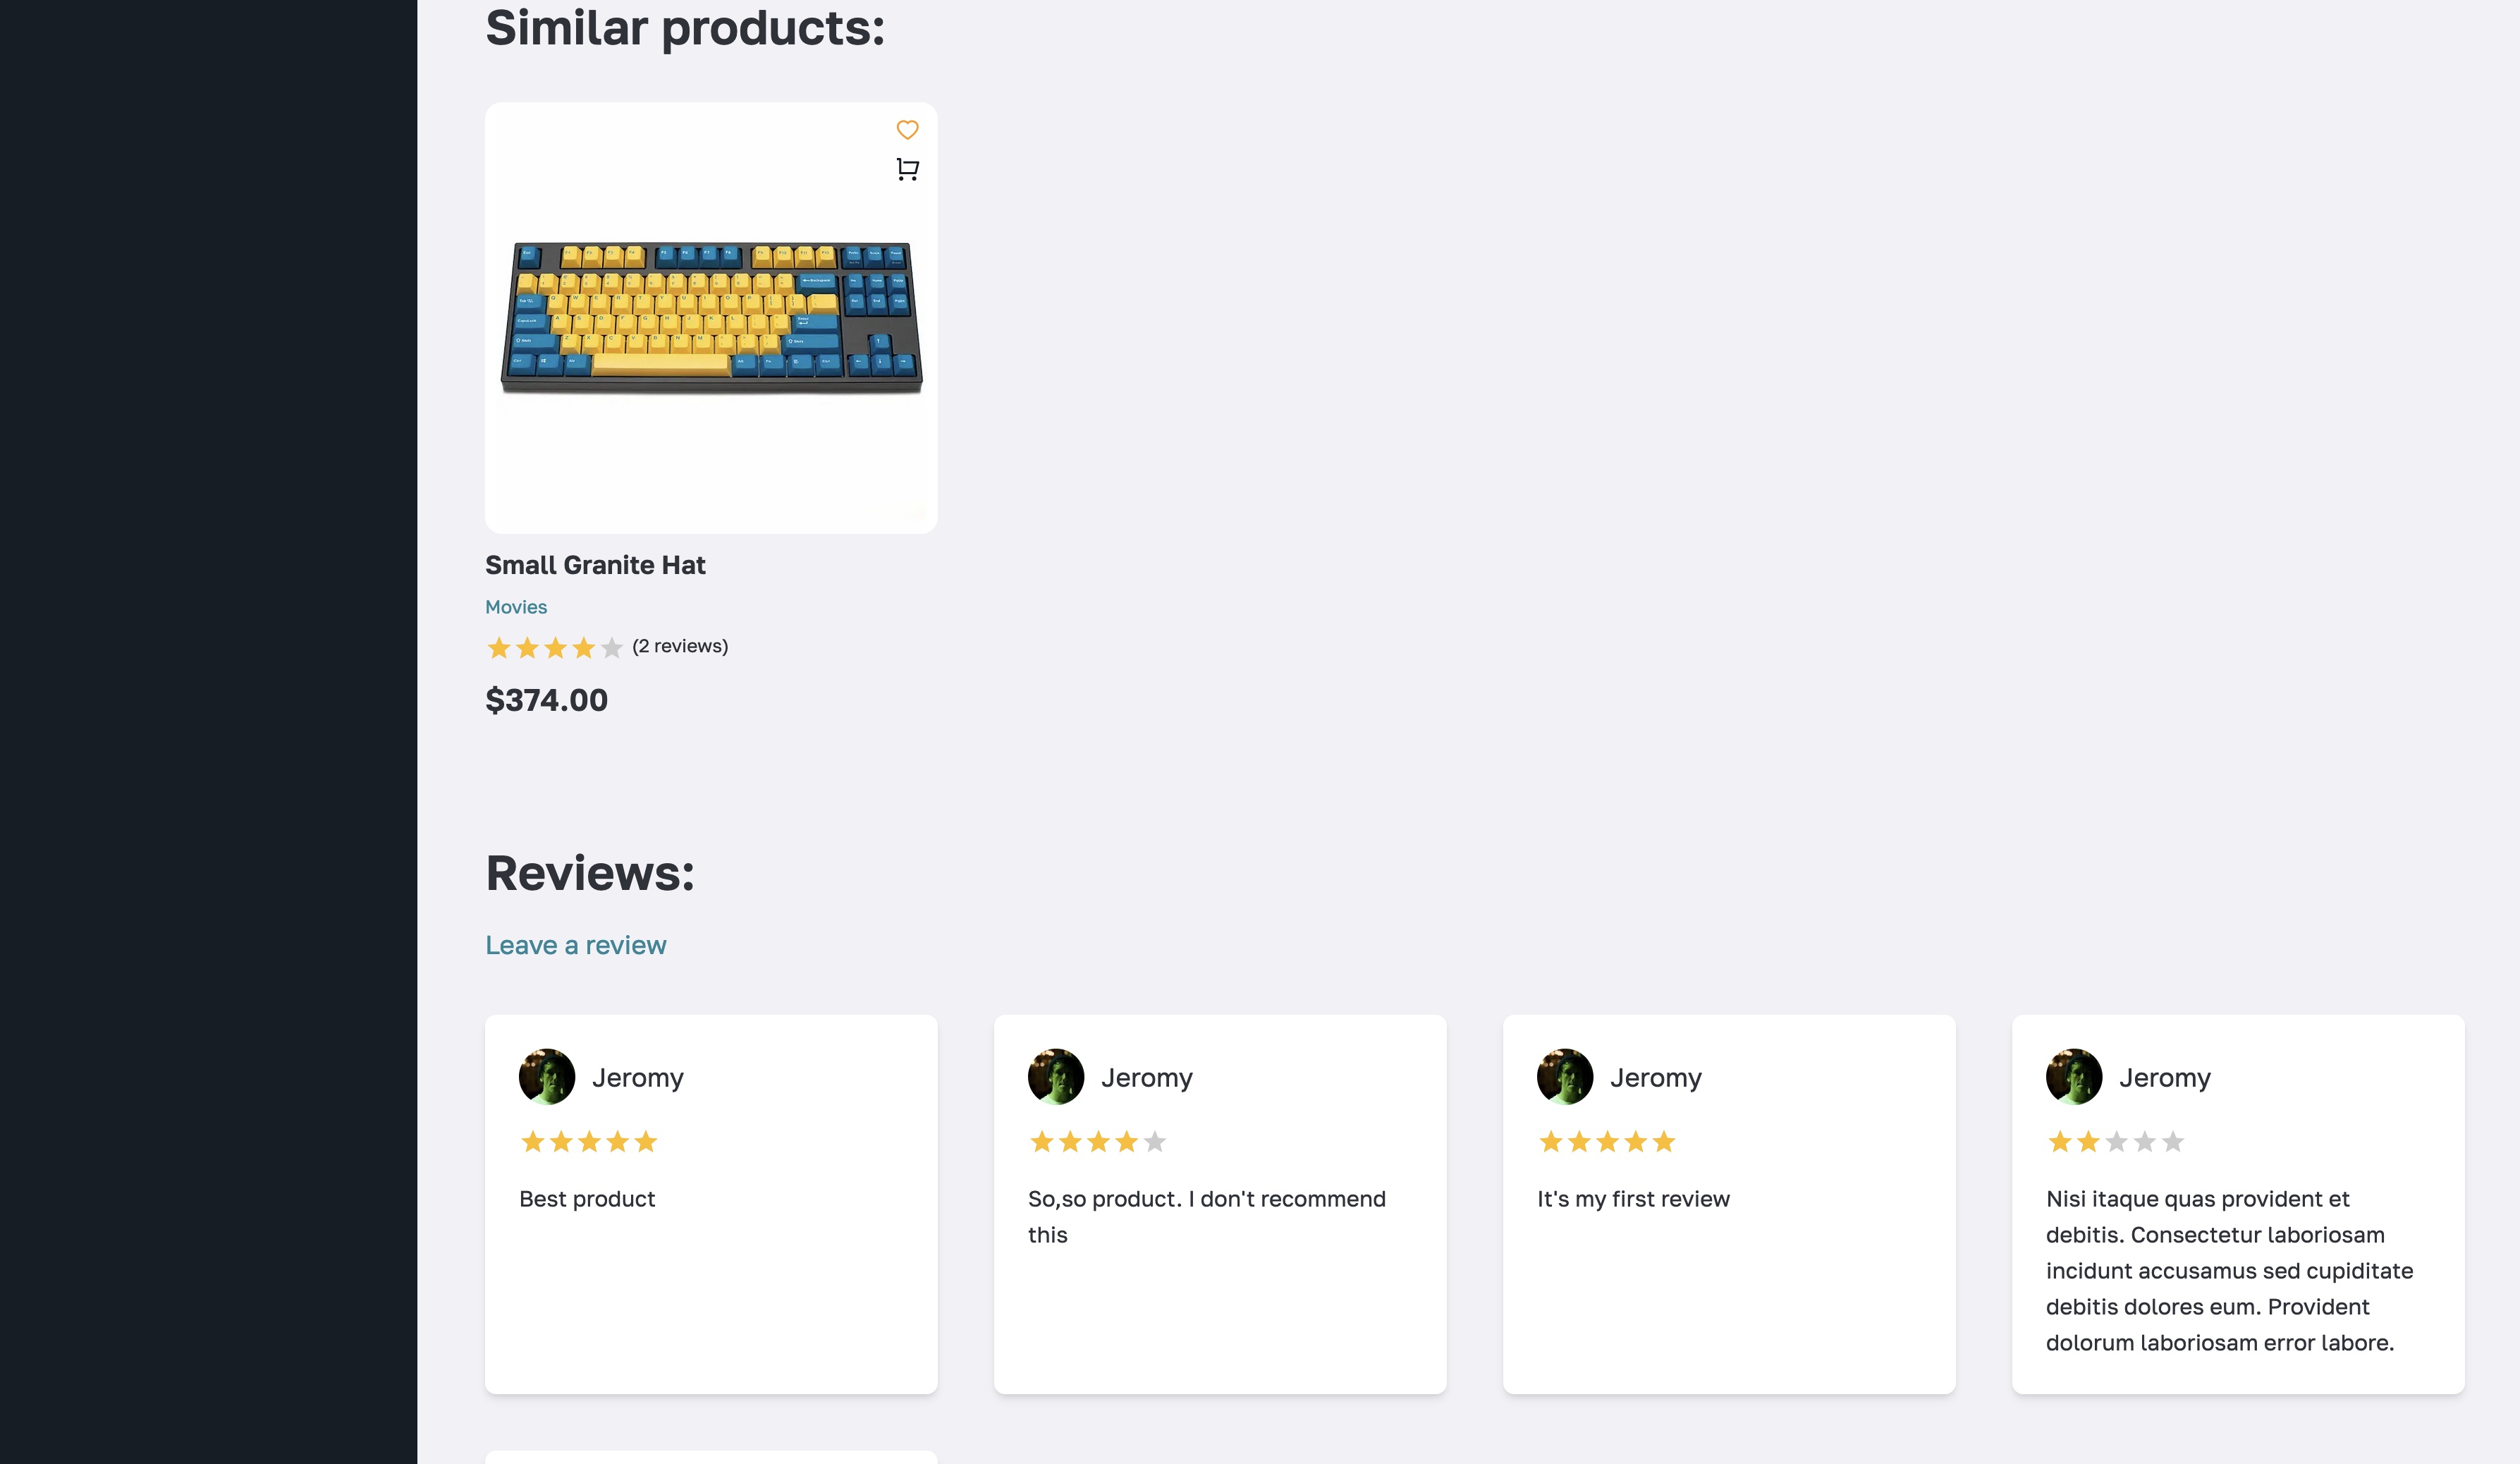 Similar products:
Small Granite Hat
Movies
(2 reviews)
$374.00
Reviews:
Leave a review
Jeromy
Best product
Jeromy
So,so product. I don't recommend
this
Jeromy
It's my first review
Jeromy
Nisi itaque quas provident et
debitis. Consectetur laboriosam
incidunt accusamus sed cupiditate
debitis dolores eum. Provident
dolorum laboriosam error labore.